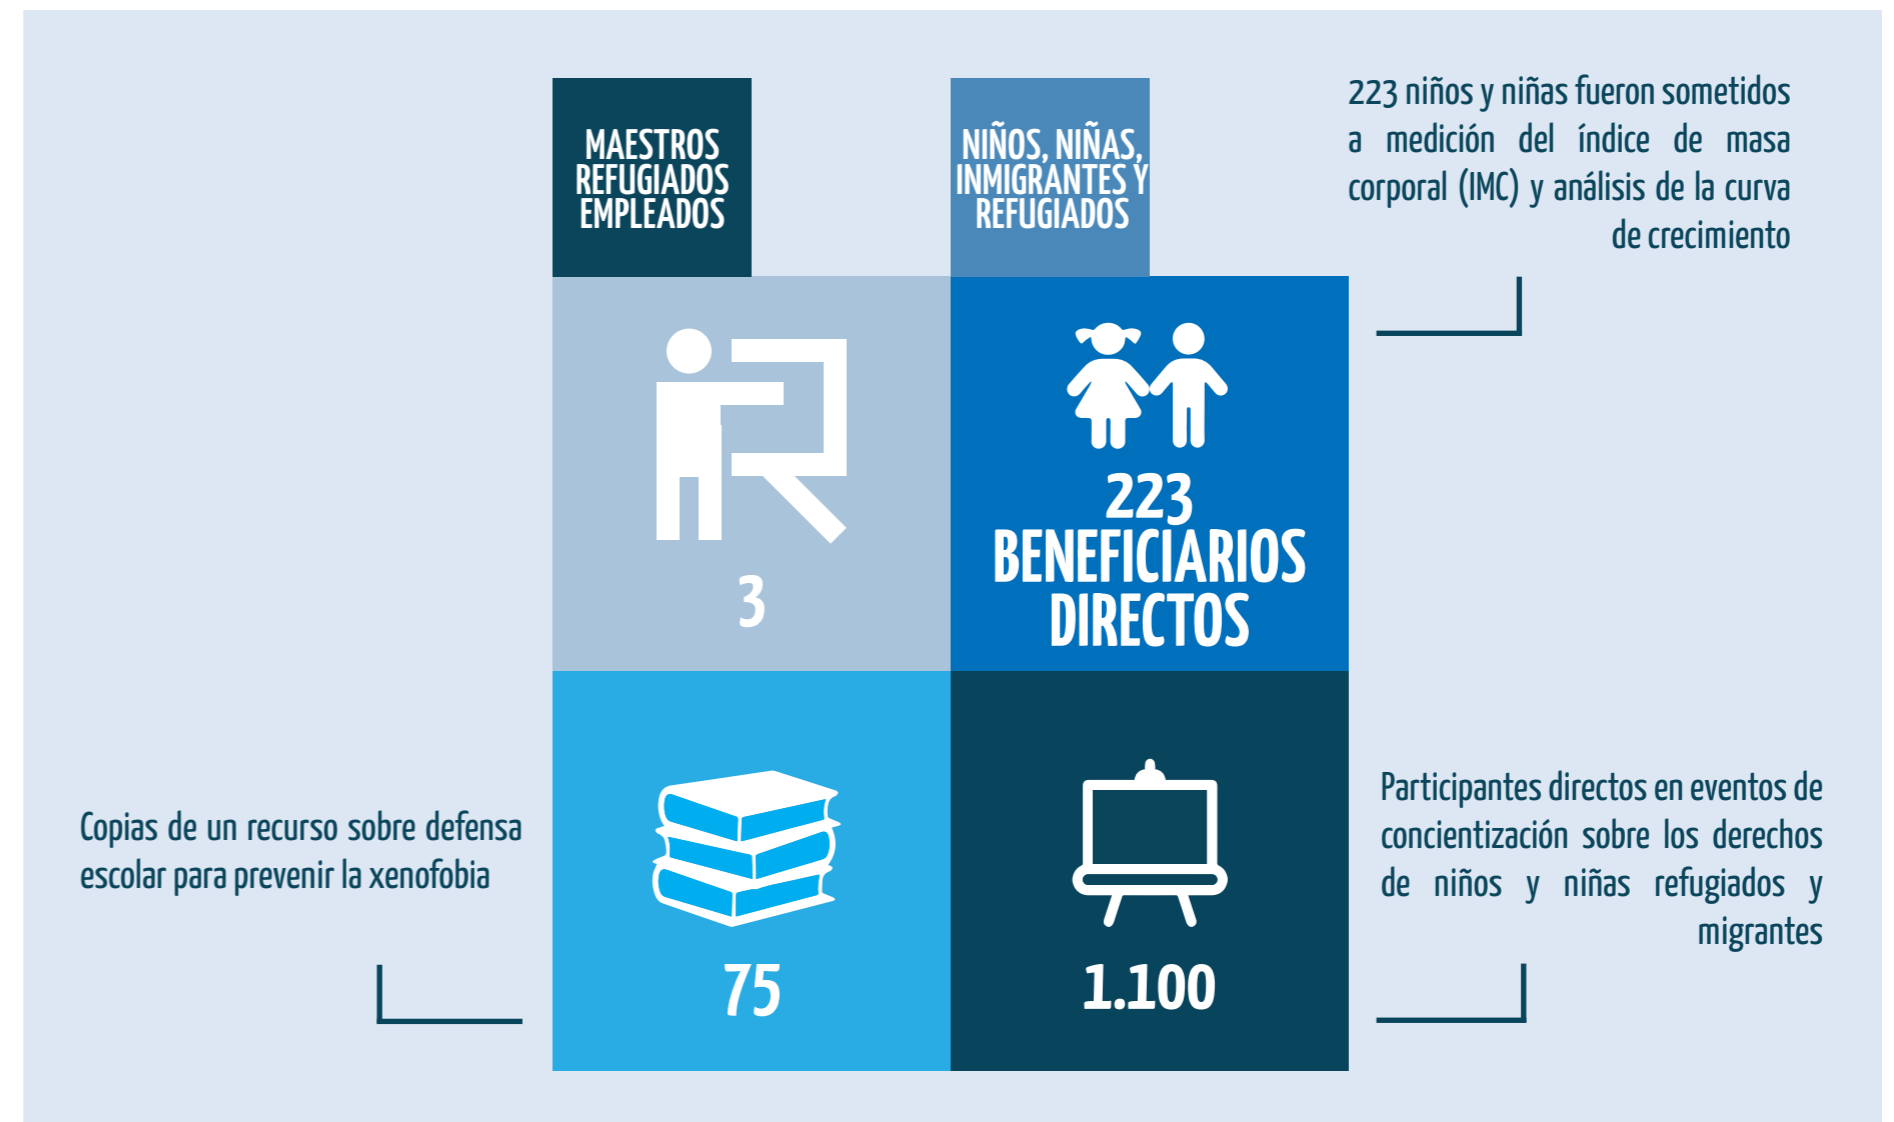 MAESTROS
REFUGIADOS
EMPLEADOS
3
NIÑOS, NIÑAS,
INMIGRANTES Y
REFUGIADOS
223
BENEFICIARIOS
DIRECTOS
223 niños y niñas fueron sometidos
a medición del índice de masa
corporal (IMC) y análisis de la curva
de crecimiento
Copias de un recurso sobre defensa
escolar para prevenir la xenofobia
75
1.100
Participantes directos en eventos de
concientización sobre los derechos
de niños y niñas refugiados y
migrantes